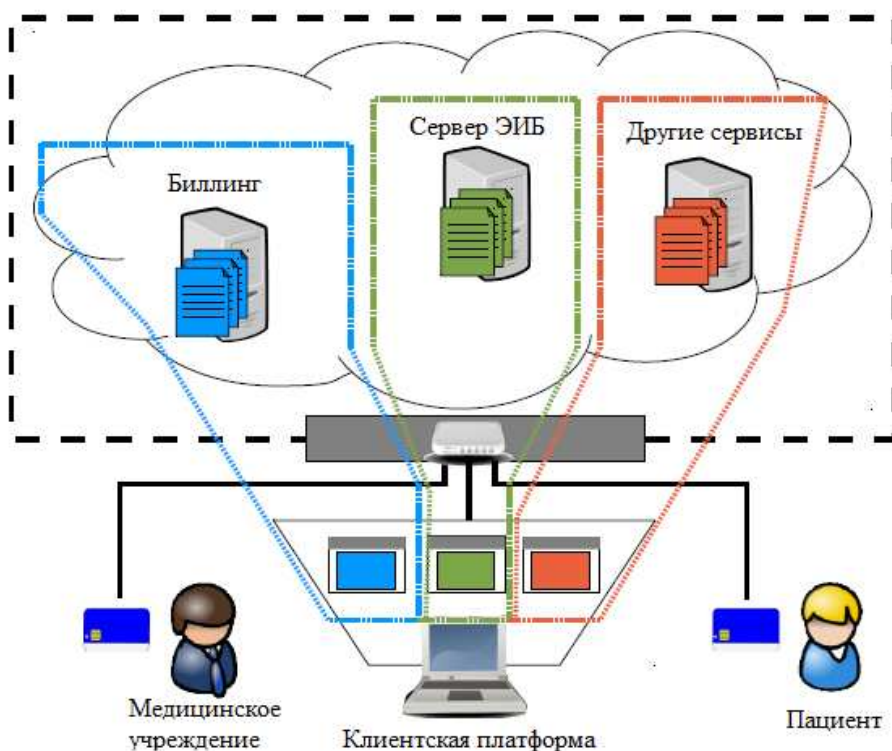 Сервер ЭИБ
Другие сервисы
Биллинг
Медицинское
учреждение
Клиентская платформа
Пациент